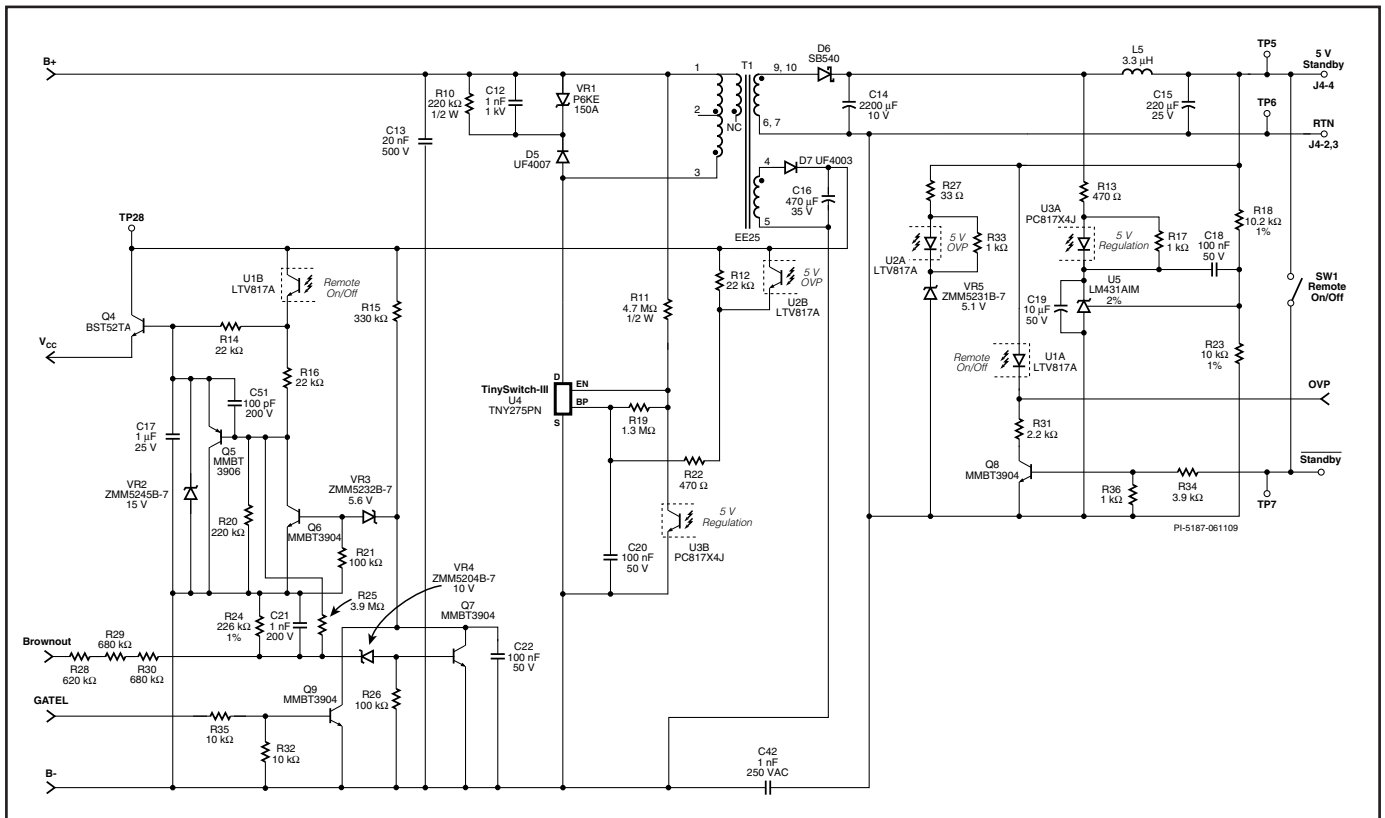 B+
R10
220 kΩ
1/2 W
C12
1 nF
1 kV
VR1
P6KE
150A
C13
20 nF
500 V
D5
UF4007
1
2
3
NC
T1
9, 10
6, 7
4
5
EE25
D6
SB540
C14
2200 µF
10 V
L5
3.3 µH
C15
220 µF
25 V
TP5
TP6
5 V
Standby
J4-4
RTN
J4-2,3
D7 UF4003
C16
470 µF
35 V
TP28
U1B
LTV817A
Remote
On/Off
R15
330 kΩ
Q4
BST52TA
R14
22 kΩ
VCC
R16
22 kΩ
C51
100 pF
200 V
C17
1 µF
25 V
Q5
MMBT
3906
VR2
ZMM5245B-7
15 V
R20
220 kΩ
Q6
MMBT3904
VR3
ZMM5232B-7
5.6 V
R21
100 kΩ
R11
4.7 MΩ
1/2 W
R12
22 kΩ
5 V
OVP
U2B
LTV817A
D
S
EN
BP
TinySwitch-III
U4
TNY275PN
R19
1.3 MΩ
R22
470 Ω
5 V
Regulation
U3B
PC817X4J
C20
100 nF
50 V
R27
33 Ω
5 V
OVP
U2A
LTV817A
R33
1 kΩ
VR5
ZMM5231B-7
5.1 V
R13
470 Ω
U3A
PC817X4J
5 V
Regulation
R17
1 kΩ
C18
100 nF
50 V
R18
10.2 kΩ
1%
U5
LM431AIM
2%
C19
10 µF
50 V
R23
10 kΩ
1%
SW1
Remote
On/Off
Remote
On/Off
U1A
LTV817A
OVP
R31
2.2 kΩ
Q8
MMBT3904
R36
1 kΩ
R34
3.9 kΩ
Standby
TP7
PI-5187-061109
Brownout
R28
620 kΩ
R29
680 kΩ
R30
680 kΩ
R24
226 kΩ
1%
C21
1 nF
200 V
R25
3.9 MΩ
VR4
ZMM5204B-7
10 V
Q7
MMBT3904
C22
100 nF
50 V
R26
100 kΩ
GATEL
R35
10 kΩ
R32
10 kΩ
Q9
MMBT3904
B-
C42
1 nF
250 VAC